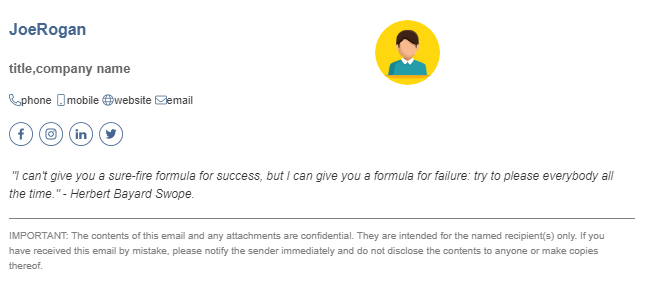 JoeRogan
title,company name
phone mobile website email
"I can't give you a sure-fire formula for success, but I can give you a formula for failure: try to please everybody all
the time." - Herbert Bayard Swope.
IMPORTANT: The contents of this email and any attachments are confidential. They are intended for the named recipient(s) only. If you
have received this email by mistake, please notify the sender immediately and do not disclose the contents to anyone or make copies
thereof.